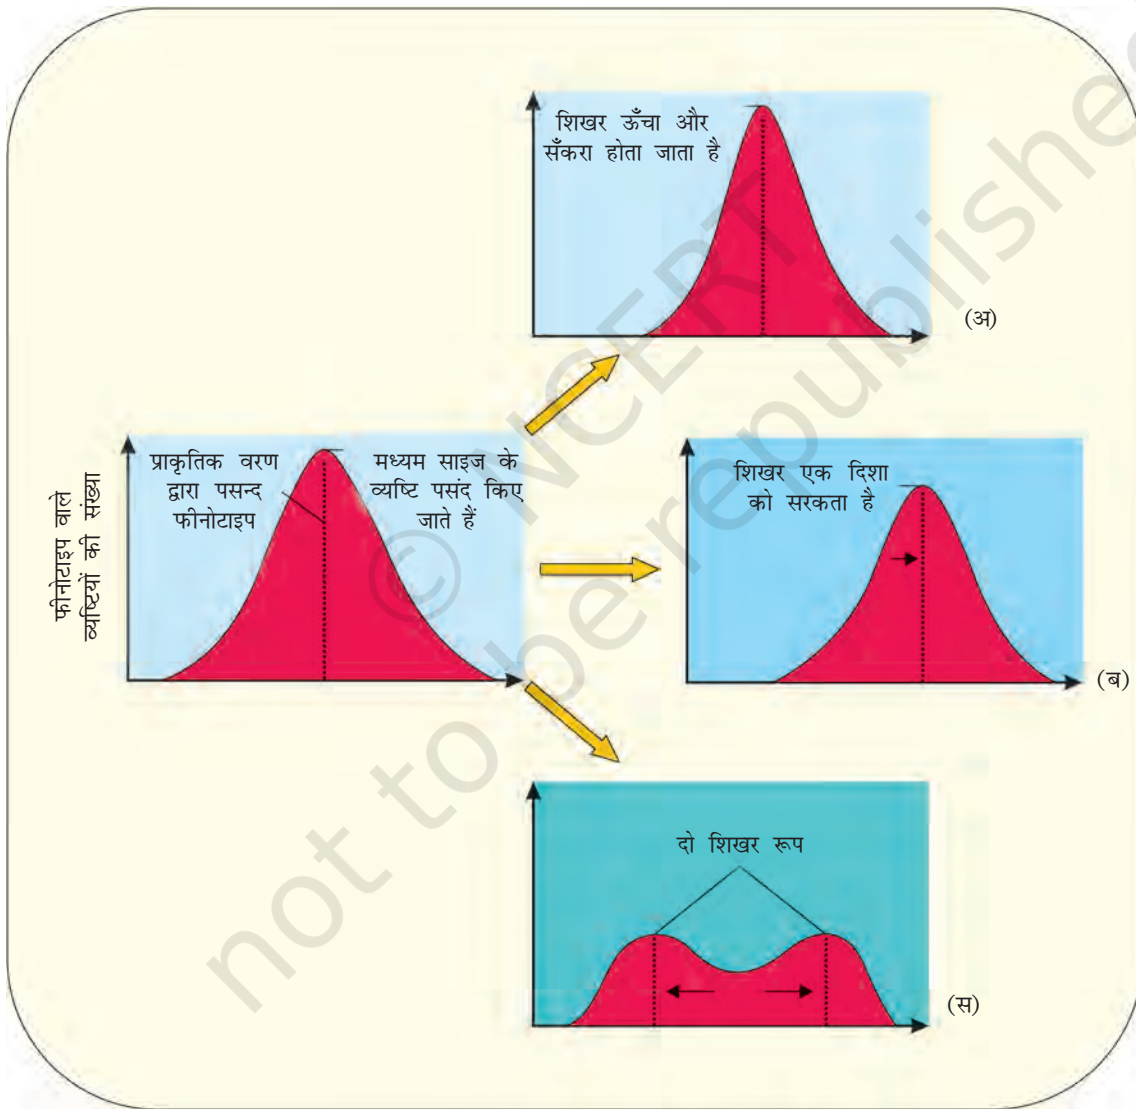 शिखर ऊँचा और
सँकरा होता जाता है
(अ)
फीनोटाइप वाले
व्यष्टियों की संख्या
प्राकृतिक वरण
द्वारा पसन्द
फीनोटाइप
मध्यम साइज के
व्यष्टि पसंद किए
जाते हैं
शिखर एक दिशा
को सरकता है
(ब)
दो शिखर रूप
(स)
© NCERT
not to be republished